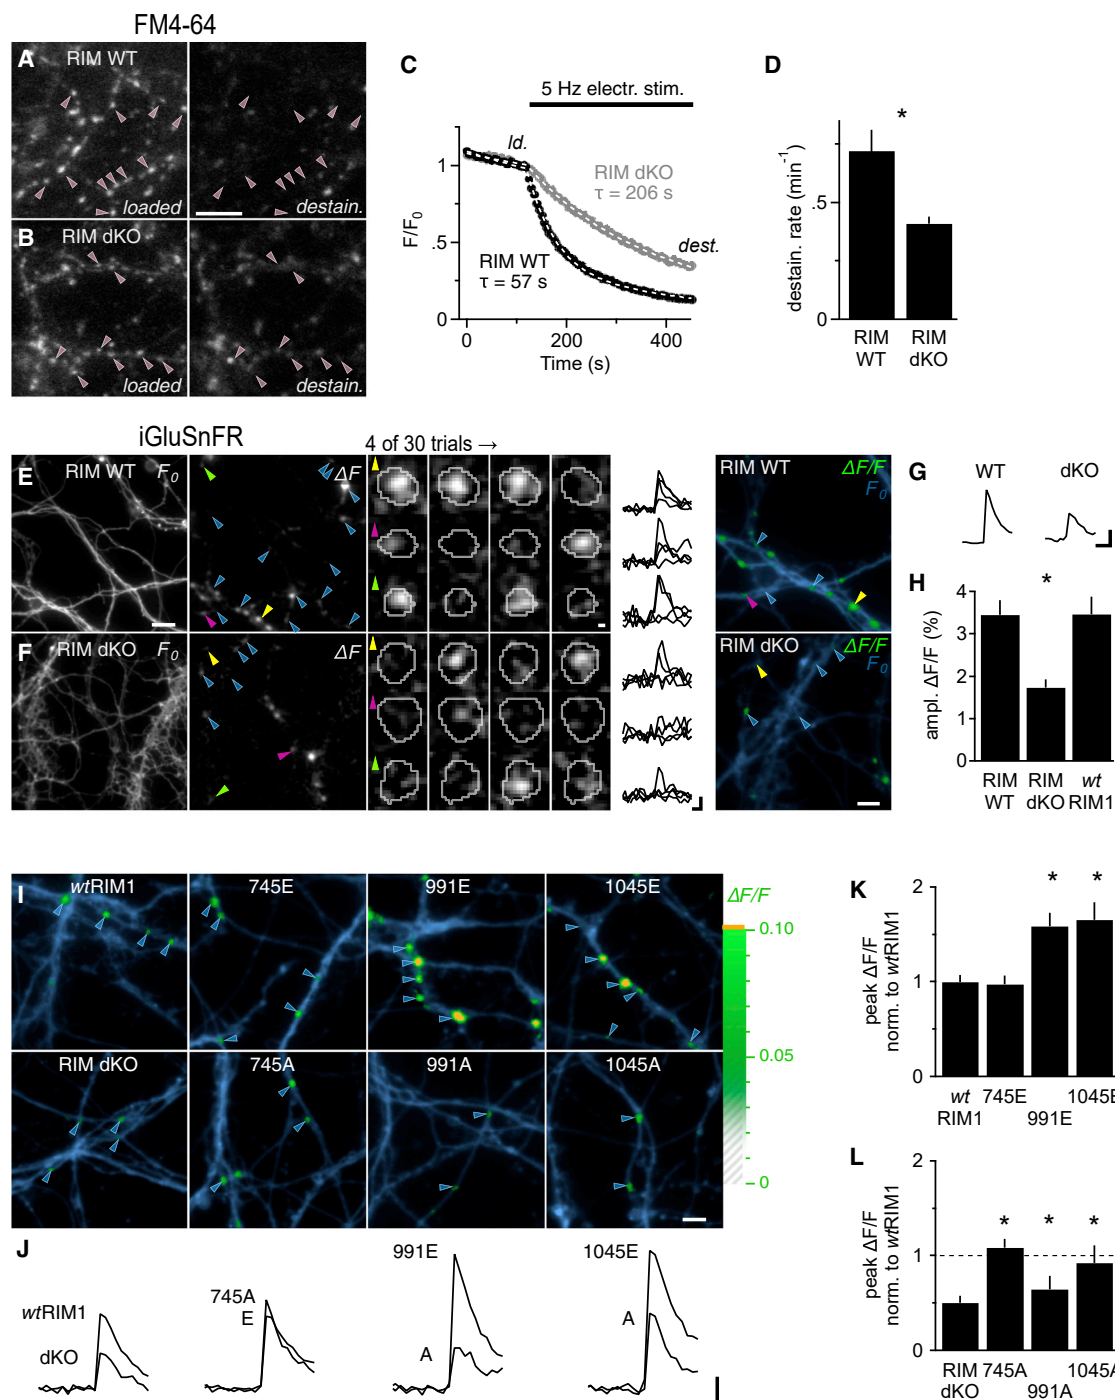 FM4-64
A RIM WT
loaded
destain.
B RIM dKO
loaded
destain.
C
5 Hz electr. stim.
ld.
RIM dKO
τ = 206 s
dest.
RIM WT
τ = 57 s
F/F0
1
.5
0
0 200 400
Time (s)
D
*
destain. rate (min-1)
.5
0
RIM WT
RIM dKO
iGluSnFR
4 of 30 trials →
E RIM WT F0
ΔF
RIM WT ΔF/F
F0
F RIM dKO F0
ΔF
RIM dKO ΔF/F
F0
G
WT dKO
H
*
ampl. ΔF/F (%)
4
3
2
1
0
RIM WT
RIM dKO
wt RIM1
I wtRIM1
745E
991E
1045E
RIM dKO
745A
991A
1045A
ΔF/F
0.10
0.05
0
J
wtRIM1
dKO
745A
E
991E
A
1045E
A
K
* *
peak ΔF/F
norm. to wtRIM1
2
1
0
wt RIM1
745E
991E
1045E
L
* * *
peak ΔF/F
norm. to wtRIM1
2
1
0
RIM dKO
745A
991A
1045A